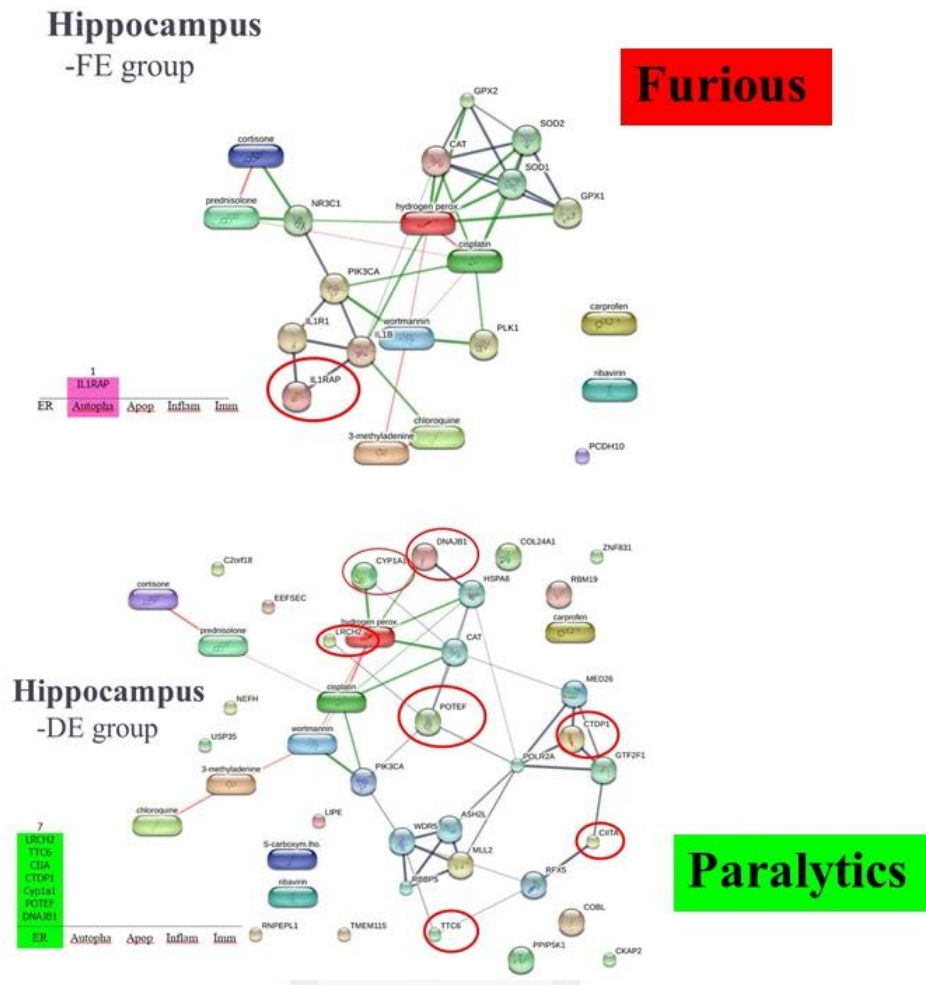 Hippocampus
-FE group
Furious
GPX2
SOD2
cortisone
CAT
SOD1
prednisolone
NR3C1
hydrogen perox.
GPX1
cisplatin
PIK3CA
carprofen
IL1R1
wortmannin
IL1B
PLK1
IL1RAP
ribavirin
1
IL1RAP
ER Autopha Apop Inflam Imm
chloroquine
3-methyladenine
PCDH10
DNAJB1
COL24A1
ZNF831
C2orf18
CYP1A1
HSPA8
RBM19
cortisone
EEFSEC
hydrogen perox.
LRCH2
carprofen
prednisolone
CAT
Hippocampus
-DE group
cisplatin
MED26
NEFH
POTEF
CTDP1
wortmannin
USP35
POLR2A
GTF2F1
3-methyladenine
PIK3CA
chloroquine
LIPE
WDR5
ASH2L
CIITA
7
LRCH2
TTC6
CIIA
CTDP1
Cyp1a1
POTEF
DNAJB1
ER Autopha Apop Inflam Imm
S-carboxym.tho.
MLL2
RFX5
ribavirin
RBBP5
Paralytics
COBL
RNPEPL1
TMEM115
TTC6
PPIP5K1
CKAP2